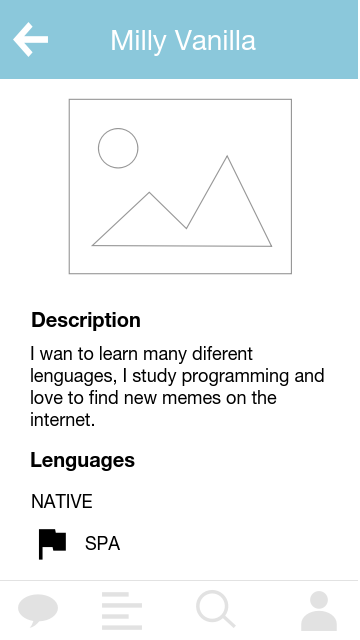 Milly Vanilla
Description
I wan to learn many diferent
lenguages, I study programming and
love to find new memes on the
internet.
Lenguages
NATIVE
SPA